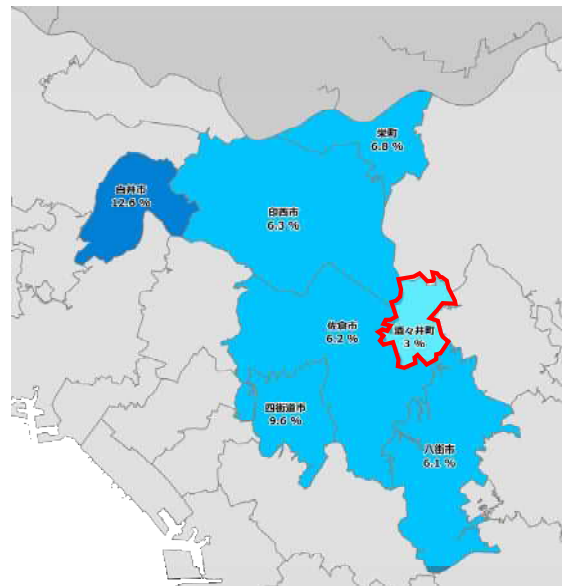 栄町
6.8 %
白井市
12.6 %
印西市
6.3 %
佐倉市
6.2 %
酒々井町
3 %
四街道市
9.6 %
八街市
6.1 %